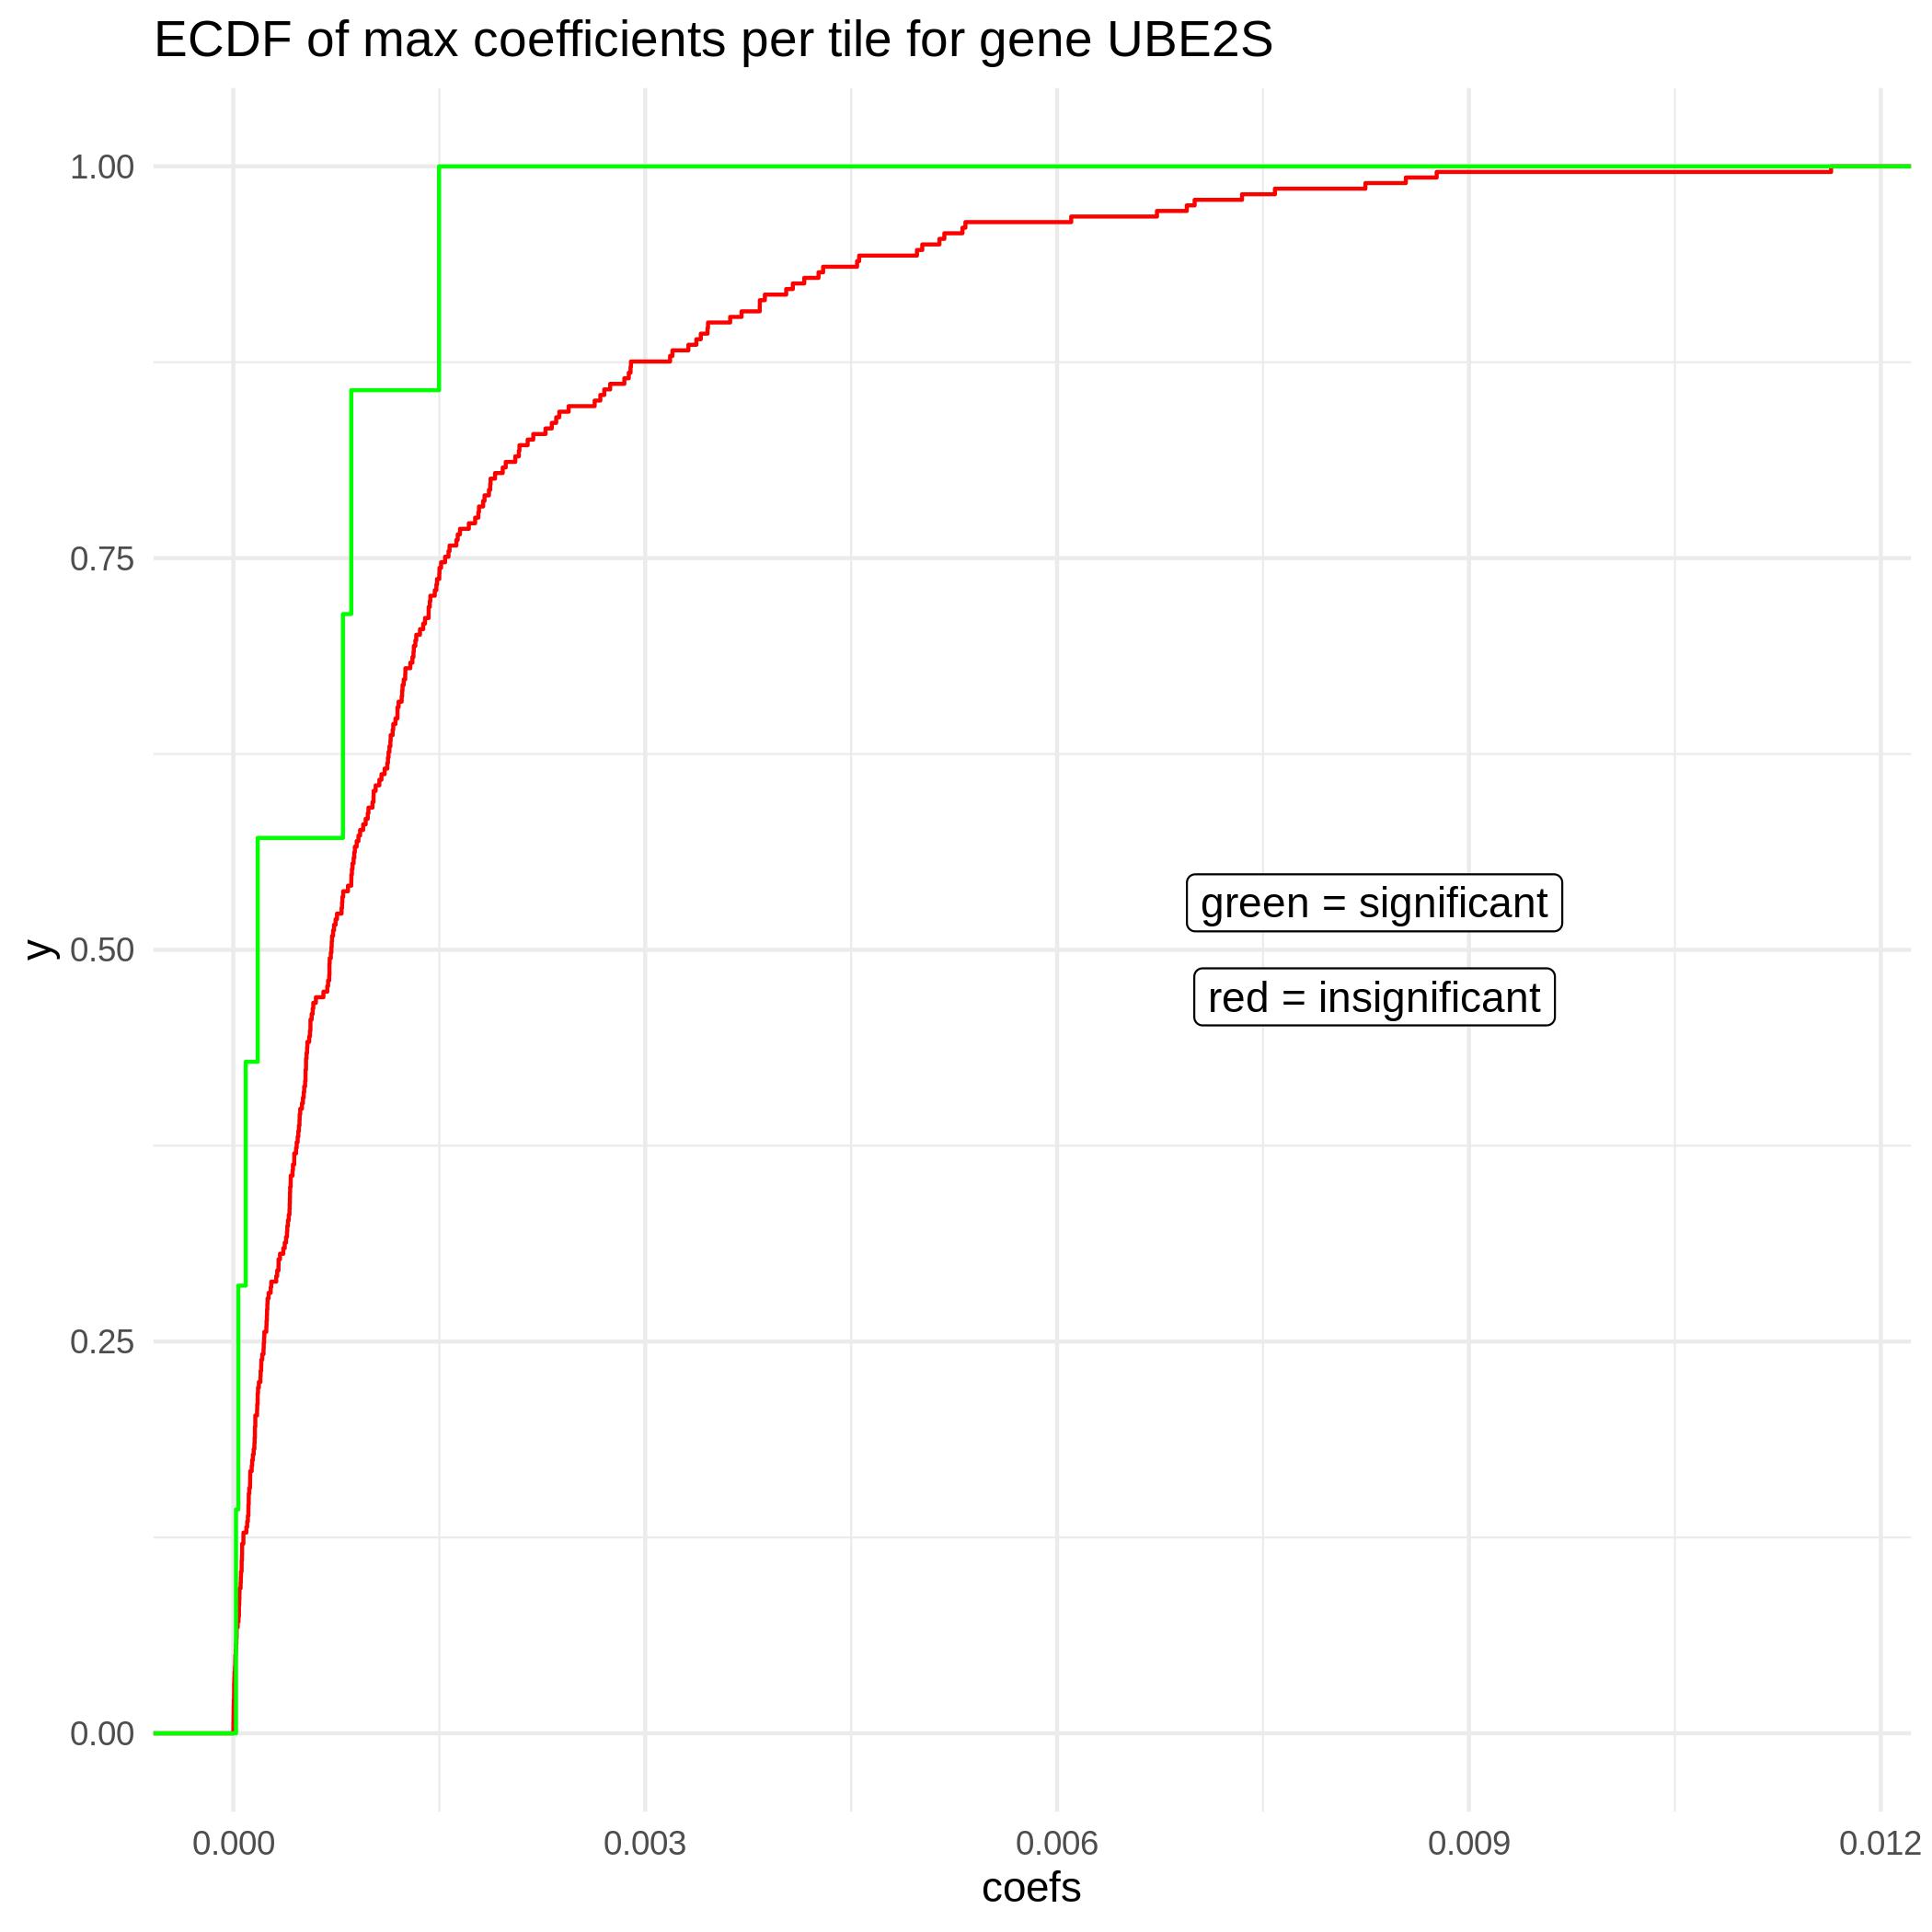 ECDF of max coefficients per tile for gene UBE2S
1.00
0.75
0.50
0.25
0.00
y
green = significant
red = insignificant
0.000 0.003 0.006 0.009 0.012
coefs